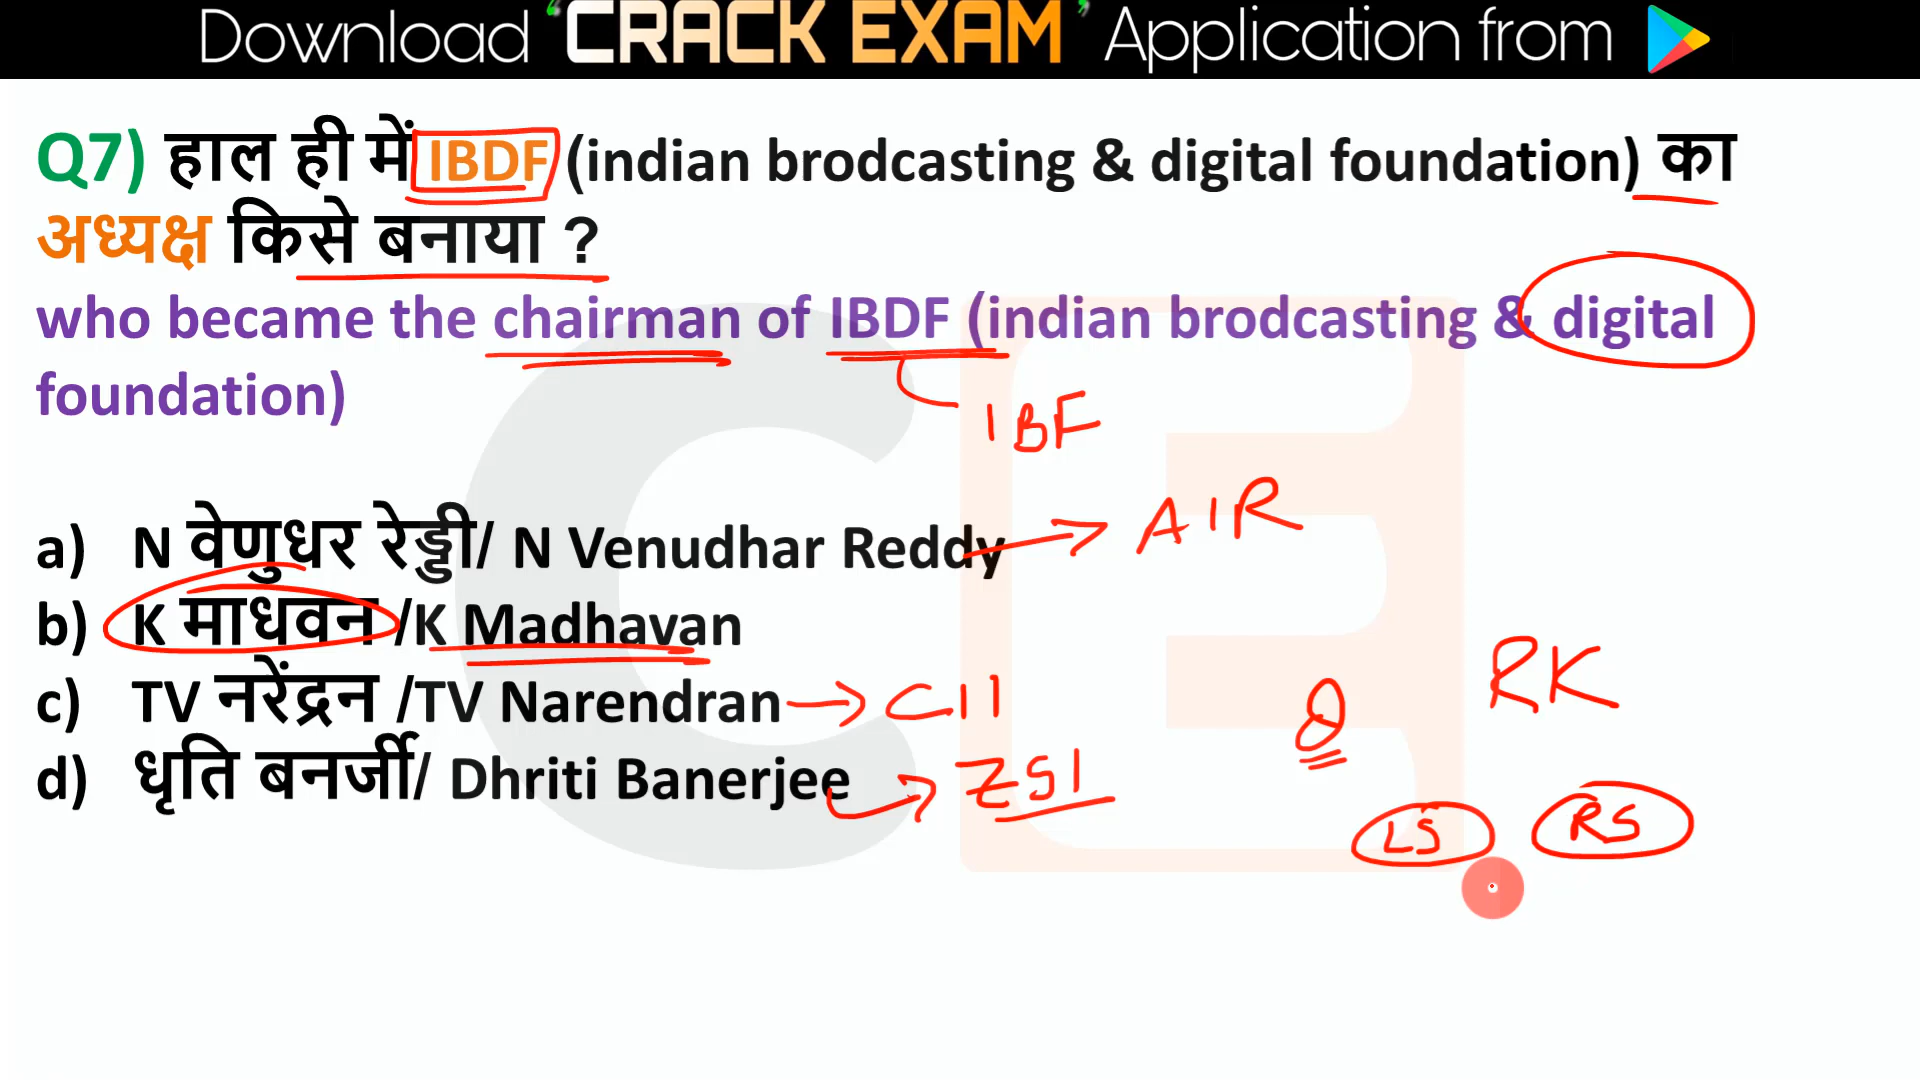 Download 'CRACK EXAM' Application from
Q7) हाल ही में IBDF (indian brodcasting & digital foundation) का
अध्यक्ष किसे बनाया ?
who became the chairman of IBDF (indian brodcasting & digital
foundation)
IBF
a) N वेणुधर रेड्डी/ N Venudhar Reddy → AIR
b) K माधवन /K Madhavan
RK
c) TV नरेंद्रन /TV Narendran → CII
d) धृति बनर्जी/ Dhriti Banerjee → ZSI
LS RS
CE